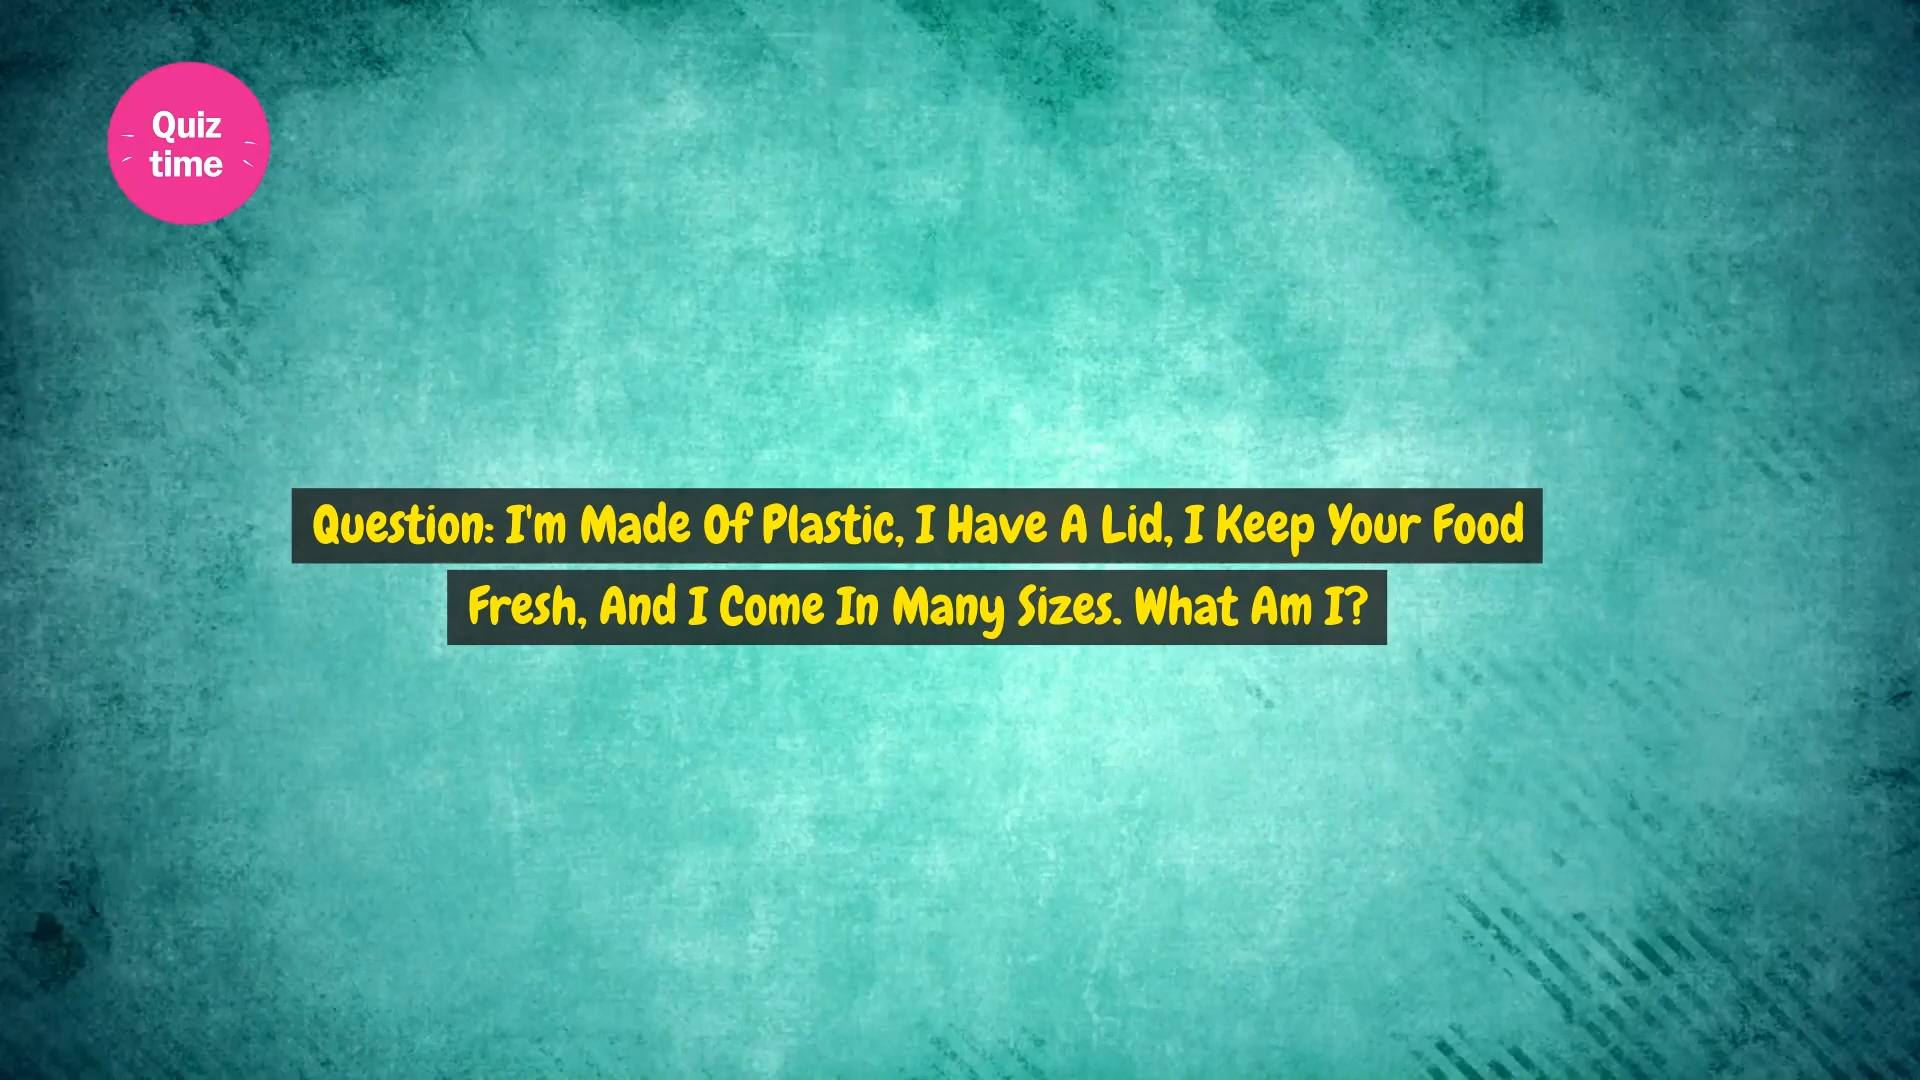 Quiz
time
Question: I'm Made Of Plastic, I Have A Lid, I Keep Your Food
Fresh, And I Come In Many Sizes. What Am I?